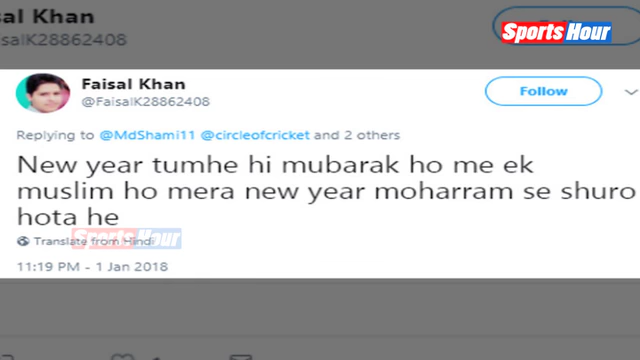 sal Khan
isalK28862408
Sports Hour
Faisal Khan
@FaisalK28862408
Follow
Replying to @MdShami11 @circleofcricket and 2 others
New year tumhe hi mubarak ho me ek
muslim ho mera new year moharram se shuro
hota he
Translate from Hindi
Sports Hour
11:19 PM - 1 Jan 2018